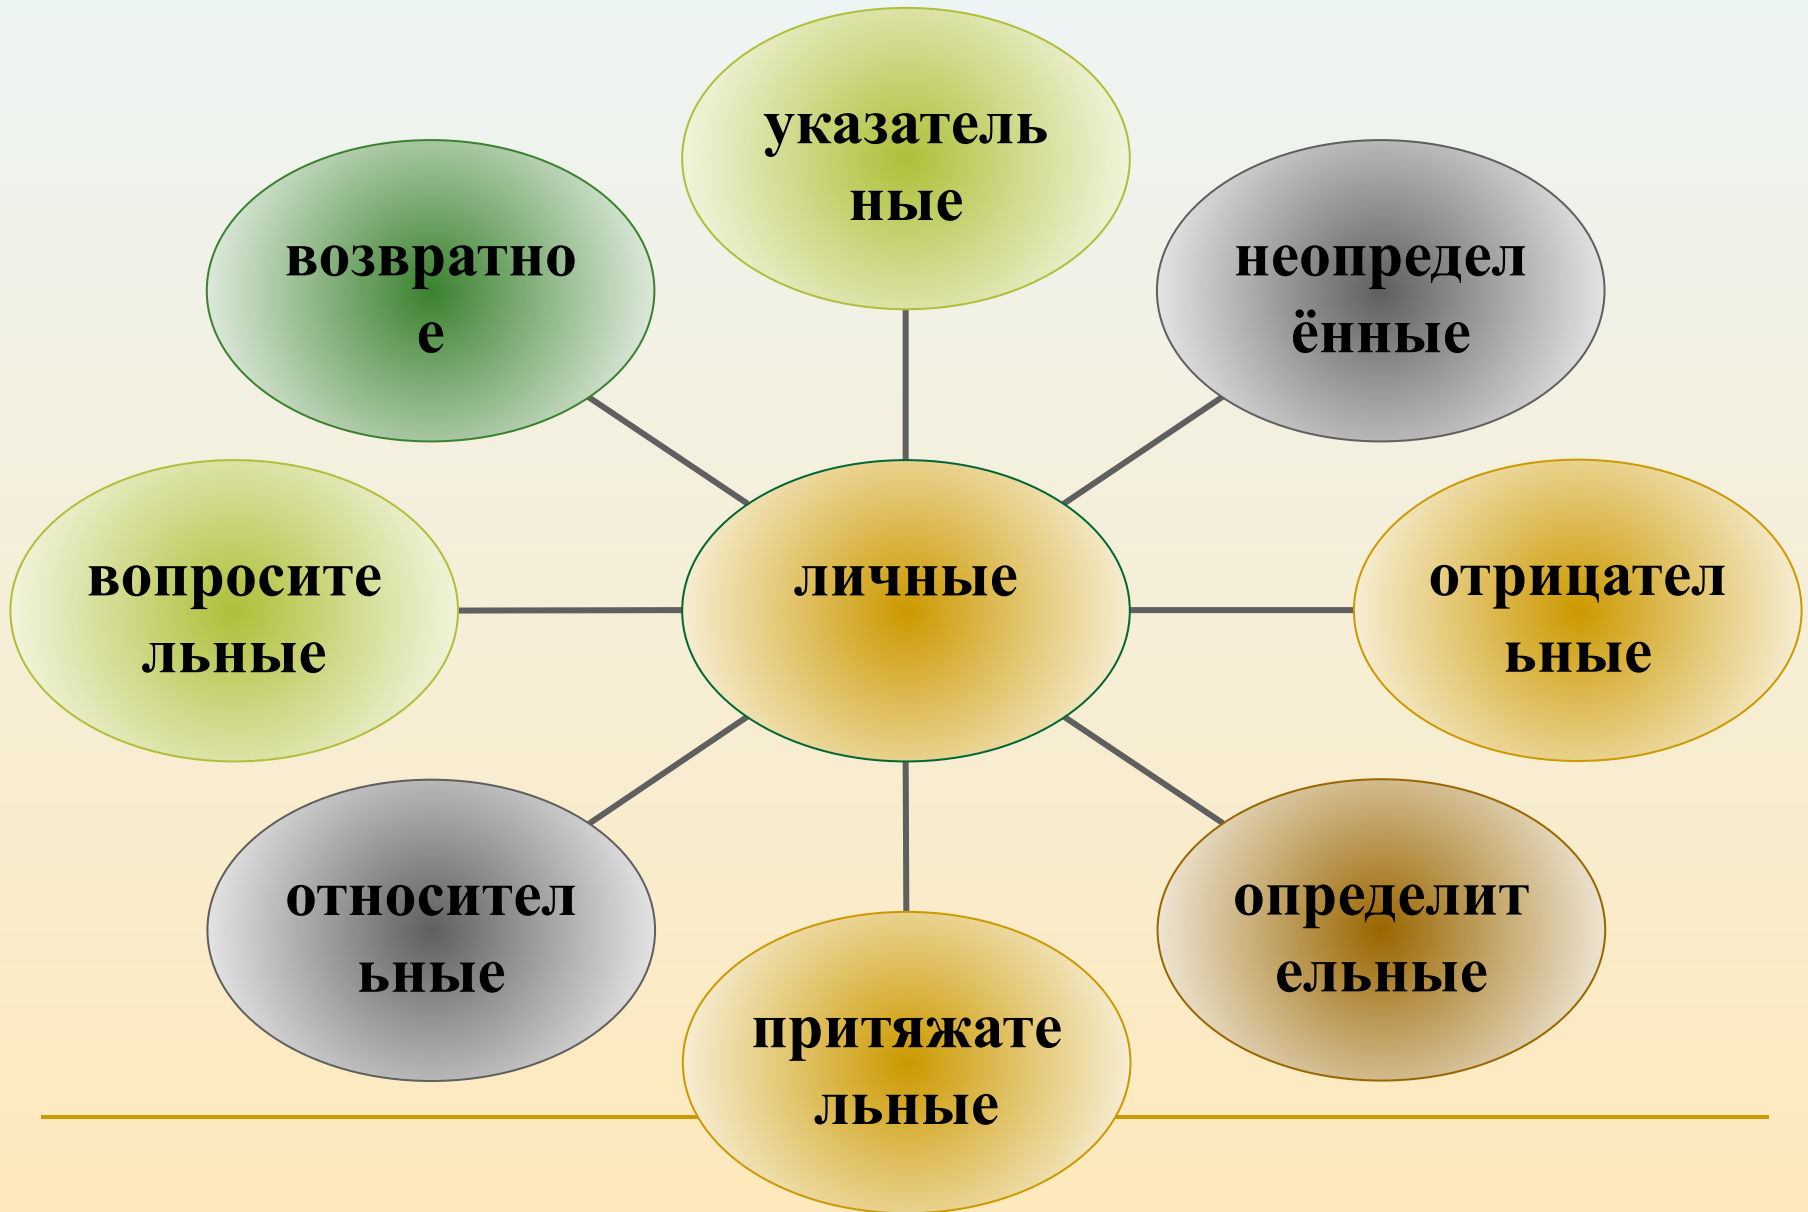 указатель
ные
возвратно
е
неопредел
ённые
вопросите
льные
личные
отрицател
ьные
относител
ьные
определит
ельные
притяжате
льные